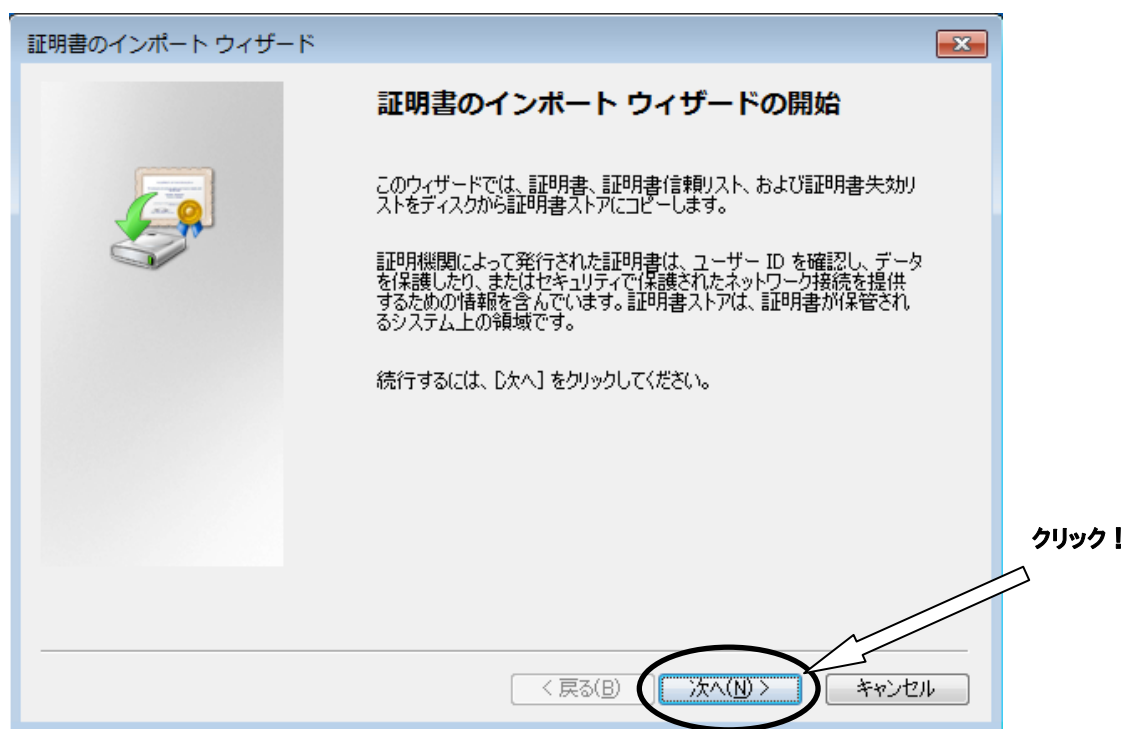 証明書のインポート ウィザード
証明書のインポート ウィザードの開始
このウィザードでは、証明書、証明書信頼リスト、および証明書失効リ
ストをディスクから証明書ストアにコピーします。
証明機関によって発行された証明書は、ユーザー ID を確認し、データ
を保護したり、またはセキュリティで保護されたネットワーク接続を提供
するための情報を含んでいます。証明書ストアは、証明書が保管され
るシステム上の領域です。
続行するには、[次へ] をクリックしてください。
クリック！
< 戻る(B)
次へ(N) >
キャンセル